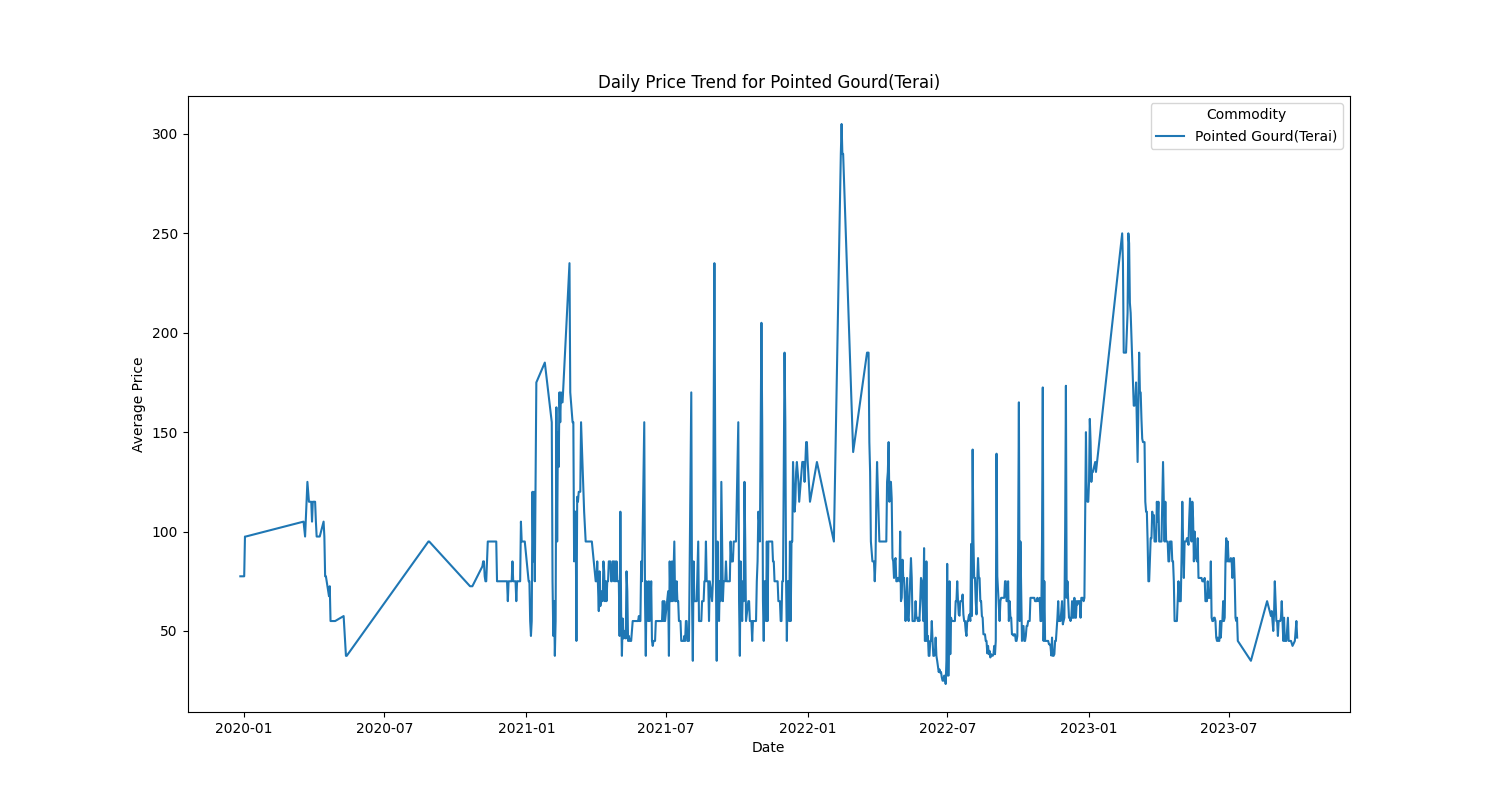 Daily Price Trend for Pointed Gourd(Terai)
Commodity
Pointed Gourd(Terai)
300
250
200
150
100
50
Average Price
2020-01 2020-07 2021-01 2021-07 2022-01 2022-07 2023-01 2023-07
Date